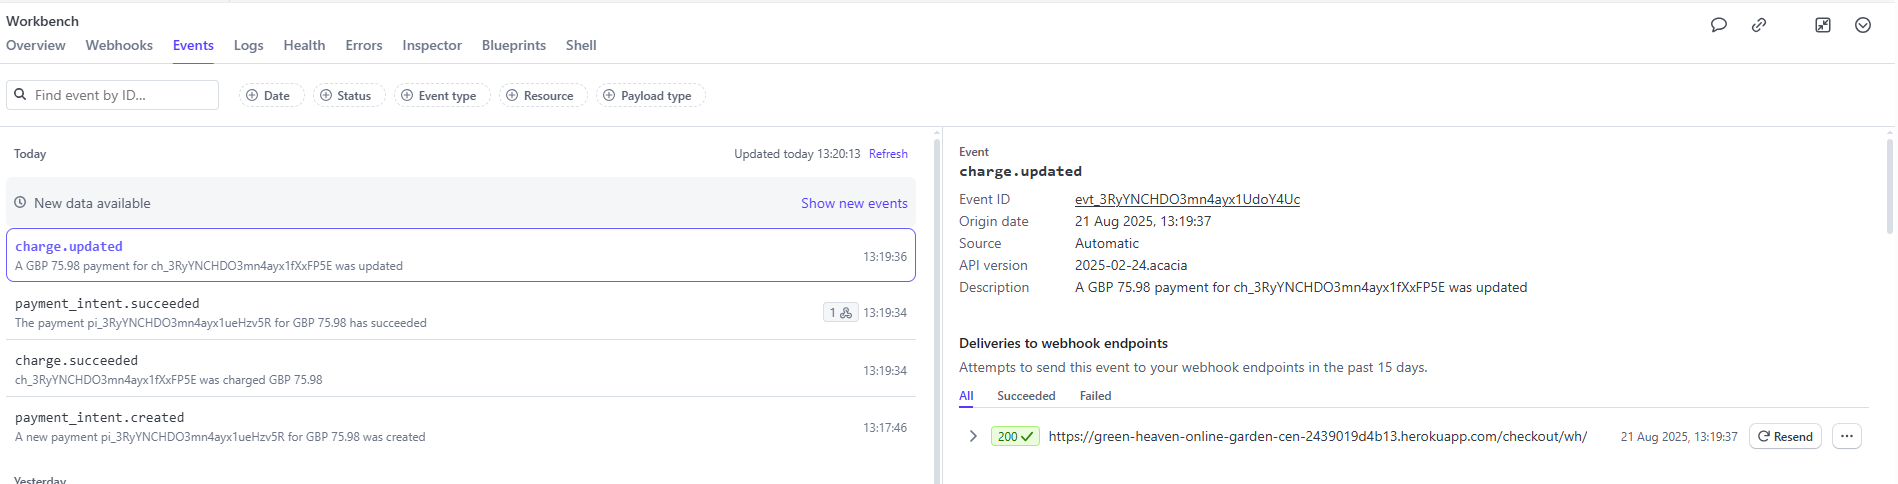 Workbench
Overview Webhooks Events Logs Health Errors Inspector Blueprints Shell
Find event by ID...
Date Status Event type Resource Payload type
Today
Updated today 13:20:13 Refresh
New data available
Show new events
charge.updated
A GBP 75.98 payment for ch_3RyYNCHDO3mn4ayx1fXxFP5E was updated
13:19:36
payment_intent.succeeded
The payment pi_3RyYNCHDO3mn4ayx1ueHzv5R for GBP 75.98 has succeeded
1 13:19:34
charge.succeeded
ch_3RyYNCHDO3mn4ayx1fXxFP5E was charged GBP 75.98
13:19:34
payment_intent.created
A new payment pi_3RyYNCHDO3mn4ayx1ueHzv5R for GBP 75.98 was created
13:17:46
Yesterday
Event
charge.updated
Event ID evt_3RyYNCHDO3mn4ayx1UdoY4Uc
Origin date 21 Aug 2025, 13:19:37
Source Automatic
API version 2025-02-24.acacia
Description A GBP 75.98 payment for ch_3RyYNCHDO3mn4ayx1fXxFP5E was updated
Deliveries to webhook endpoints
Attempts to send this event to your webhook endpoints in the past 15 days.
All Succeeded Failed
200 https://green-heaven-online-garden-cen-2439019d4b13.herokuapp.com/checkout/wh/ 21 Aug 2025, 13:19:37 Resend